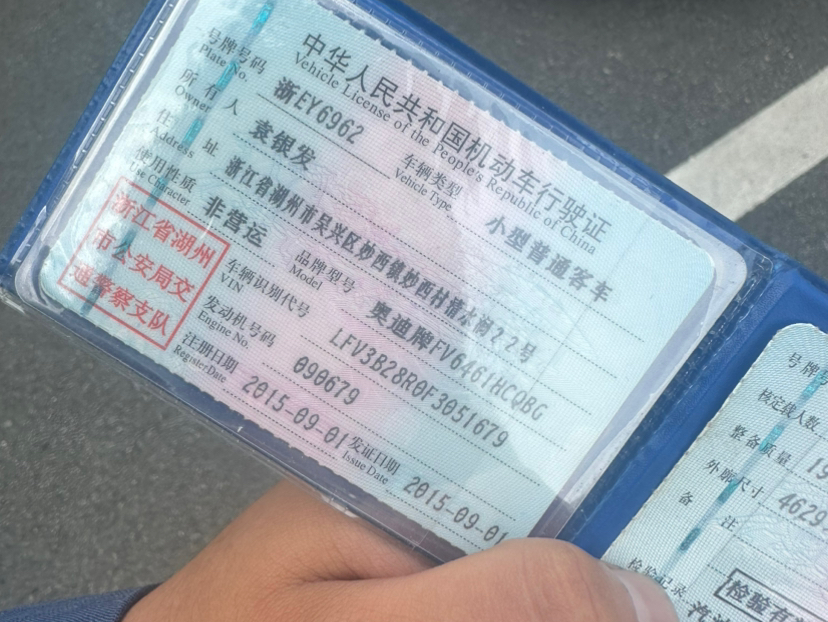 中华人民共和国机动车行驶证
Vehicle License of the People's Republic of China
号牌号码 浙EY6962 车辆类型 小型普通客车
Plate No. Vehicle Type
所有人 袁银发
Owner
住址 浙江省湖州市吴兴区妙西镇妙西村 22号
Address
使用性质 非营运 品牌型号 奥迪牌FV6461HCQBG
Use Character Model
浙江省湖州
市公安局交
通警察支队
车辆识别代号 LFV3B28R0F3051679
VIN
发动机号码 090679
Engine No.
注册日期 2015-09-01 发证日期 2015-09-01
Register Date Issue Date
号牌号
核定载人数
整备质量 19
外廓尺寸 4629
备注
检验记录
检验有